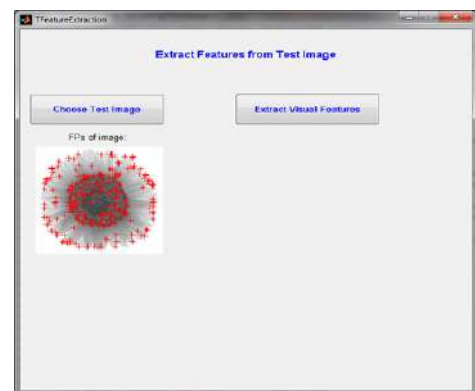 TFeatureExtraction
Extract Features from Test Image
Choose Test Image
Extract Visual Features
FPs of image: